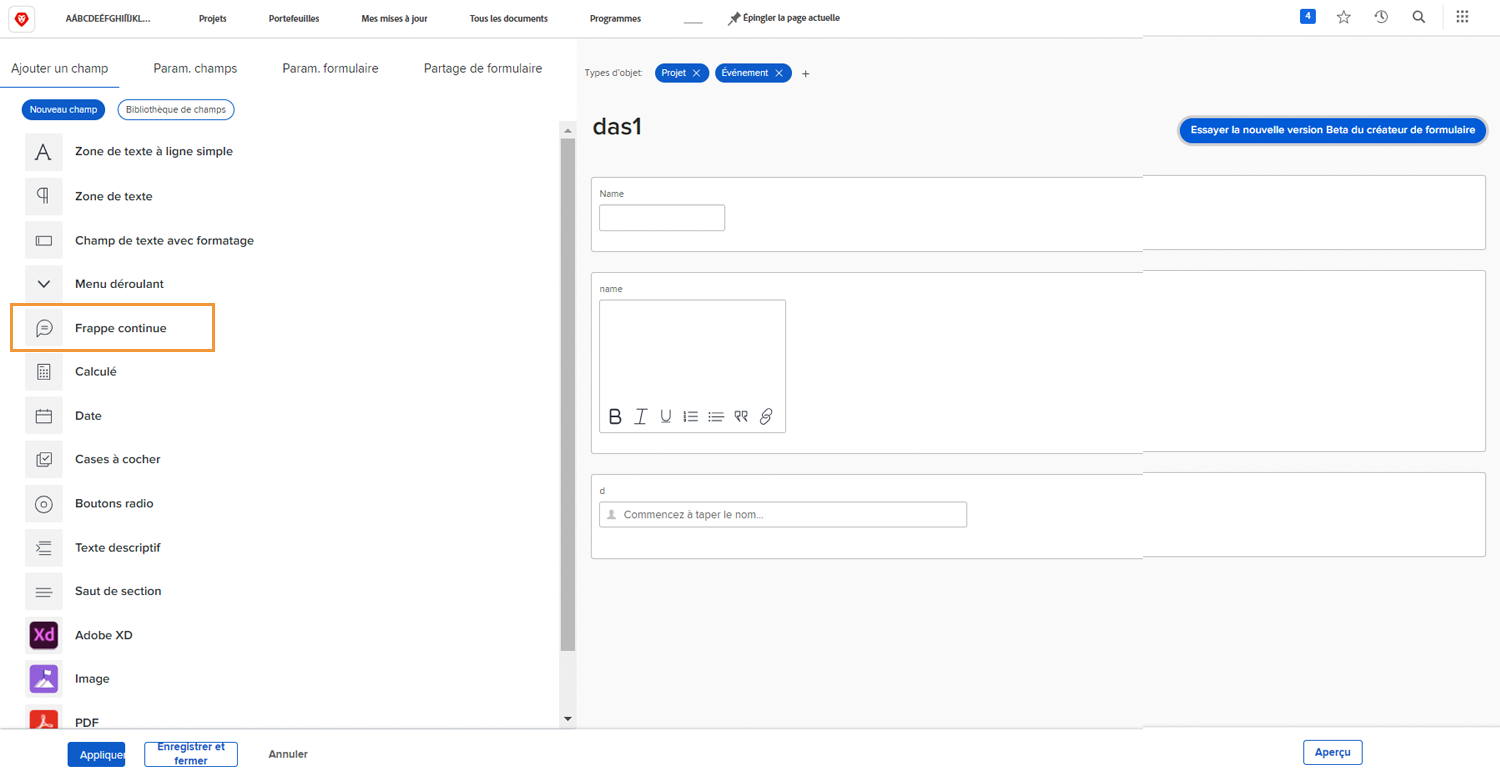 AÁBCDEÉFGHIÍJKL...
Projets
Portefeuilles
Mes mises à jour
Tous les documents
Programmes
Épingler la page actuelle
4
Ajouter un champ
Param. champs
Param. formulaire
Partage de formulaire
Nouveau champ
Bibliothèque de champs
Zone de texte à ligne simple
Zone de texte
Champ de texte avec formatage
Menu déroulant
Frappe continue
Calculé
Date
Cases à cocher
Boutons radio
Texte descriptif
Saut de section
Xd
Adobe XD
Image
PDF
Types d'objet:
Projet
Événement
das1
Essayer la nouvelle version Beta du créateur de formulaire
Name
name
B I U
d
Commencez à taper le nom...
Appliquer
Enregistrer et
fermer
Annuler
Aperçu